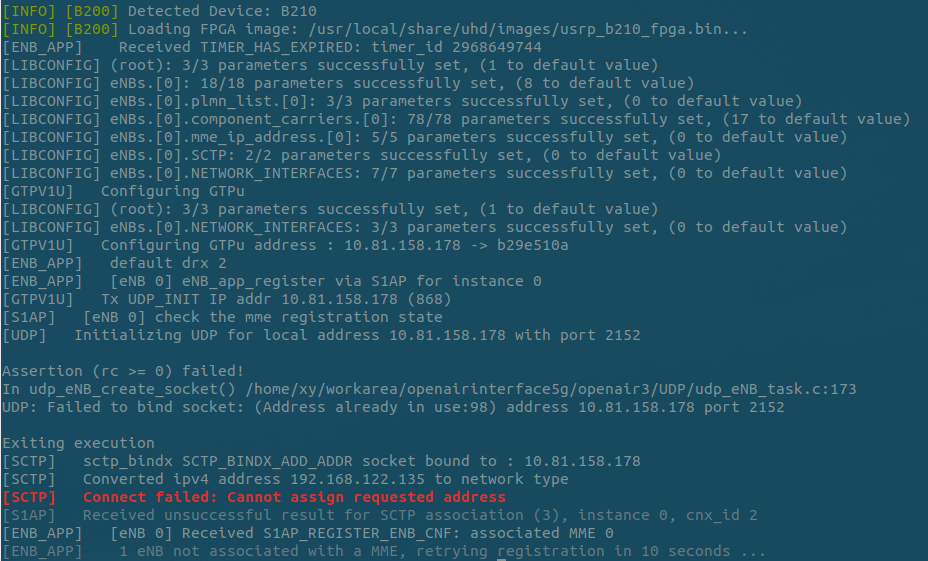 [INFO] [B200] Detected Device: B210
[INFO] [B200] Loading FPGA image: /usr/local/share/uhd/images/usrp_b210_fpga.bin...
[ENB_APP]    Received TIMER_HAS_EXPIRED: timer_id 2968649744
[LIBCONFIG] (root): 3/3 parameters successfully set, (1 to default value)
[LIBCONFIG] eNBs.[0]: 18/18 parameters successfully set, (8 to default value)
[LIBCONFIG] eNBs.[0].plmn_list.[0]: 3/3 parameters successfully set, (0 to default value)
[LIBCONFIG] eNBs.[0].component_carriers.[0]: 78/78 parameters successfully set, (17 to default value)
[LIBCONFIG] eNBs.[0].mme_ip_address.[0]: 5/5 parameters successfully set, (0 to default value)
[LIBCONFIG] eNBs.[0].SCTP: 2/2 parameters successfully set, (0 to default value)
[LIBCONFIG] eNBs.[0].NETWORK_INTERFACES: 7/7 parameters successfully set, (0 to default value)
[GTPV1U]   Configuring GTPu
[LIBCONFIG] (root): 3/3 parameters successfully set, (1 to default value)
[LIBCONFIG] eNBs.[0].NETWORK_INTERFACES: 3/3 parameters successfully set, (0 to default value)
[GTPV1U]   Configuring GTPu address : 10.81.158.178 -> b29e510a
[ENB_APP]   default drx 2
[ENB_APP]   [eNB 0] eNB_app_register via S1AP for instance 0
[GTPV1U]   Tx UDP_INIT IP addr 10.81.158.178 (868)
[S1AP]   [eNB 0] check the mme registration state
[UDP]   Initializing UDP for local address 10.81.158.178 with port 2152
Assertion (rc >= 0) failed!
In udp_eNB_create_socket() /home/xy/workarea/openairinterface5g/openair3/UDP/udp_eNB_task.c:173
UDP: Failed to bind socket: (Address already in use:98) address 10.81.158.178 port 2152
Exiting execution
[SCTP]   sctp_bindx SCTP_BINDX_ADD_ADDR socket bound to : 10.81.158.178
[SCTP]   Converted ipv4 address 192.168.122.135 to network type
[SCTP]   Connect failed: Cannot assign requested address
[S1AP]   Received unsuccessful result for SCTP association (3), instance 0, cnx_id 2
[ENB_APP]   [eNB 0] Received S1AP_REGISTER_ENB_CNF: associated MME 0
[ENB_APP]    1 eNB not associated with a MME, retrying registration in 10 seconds ...